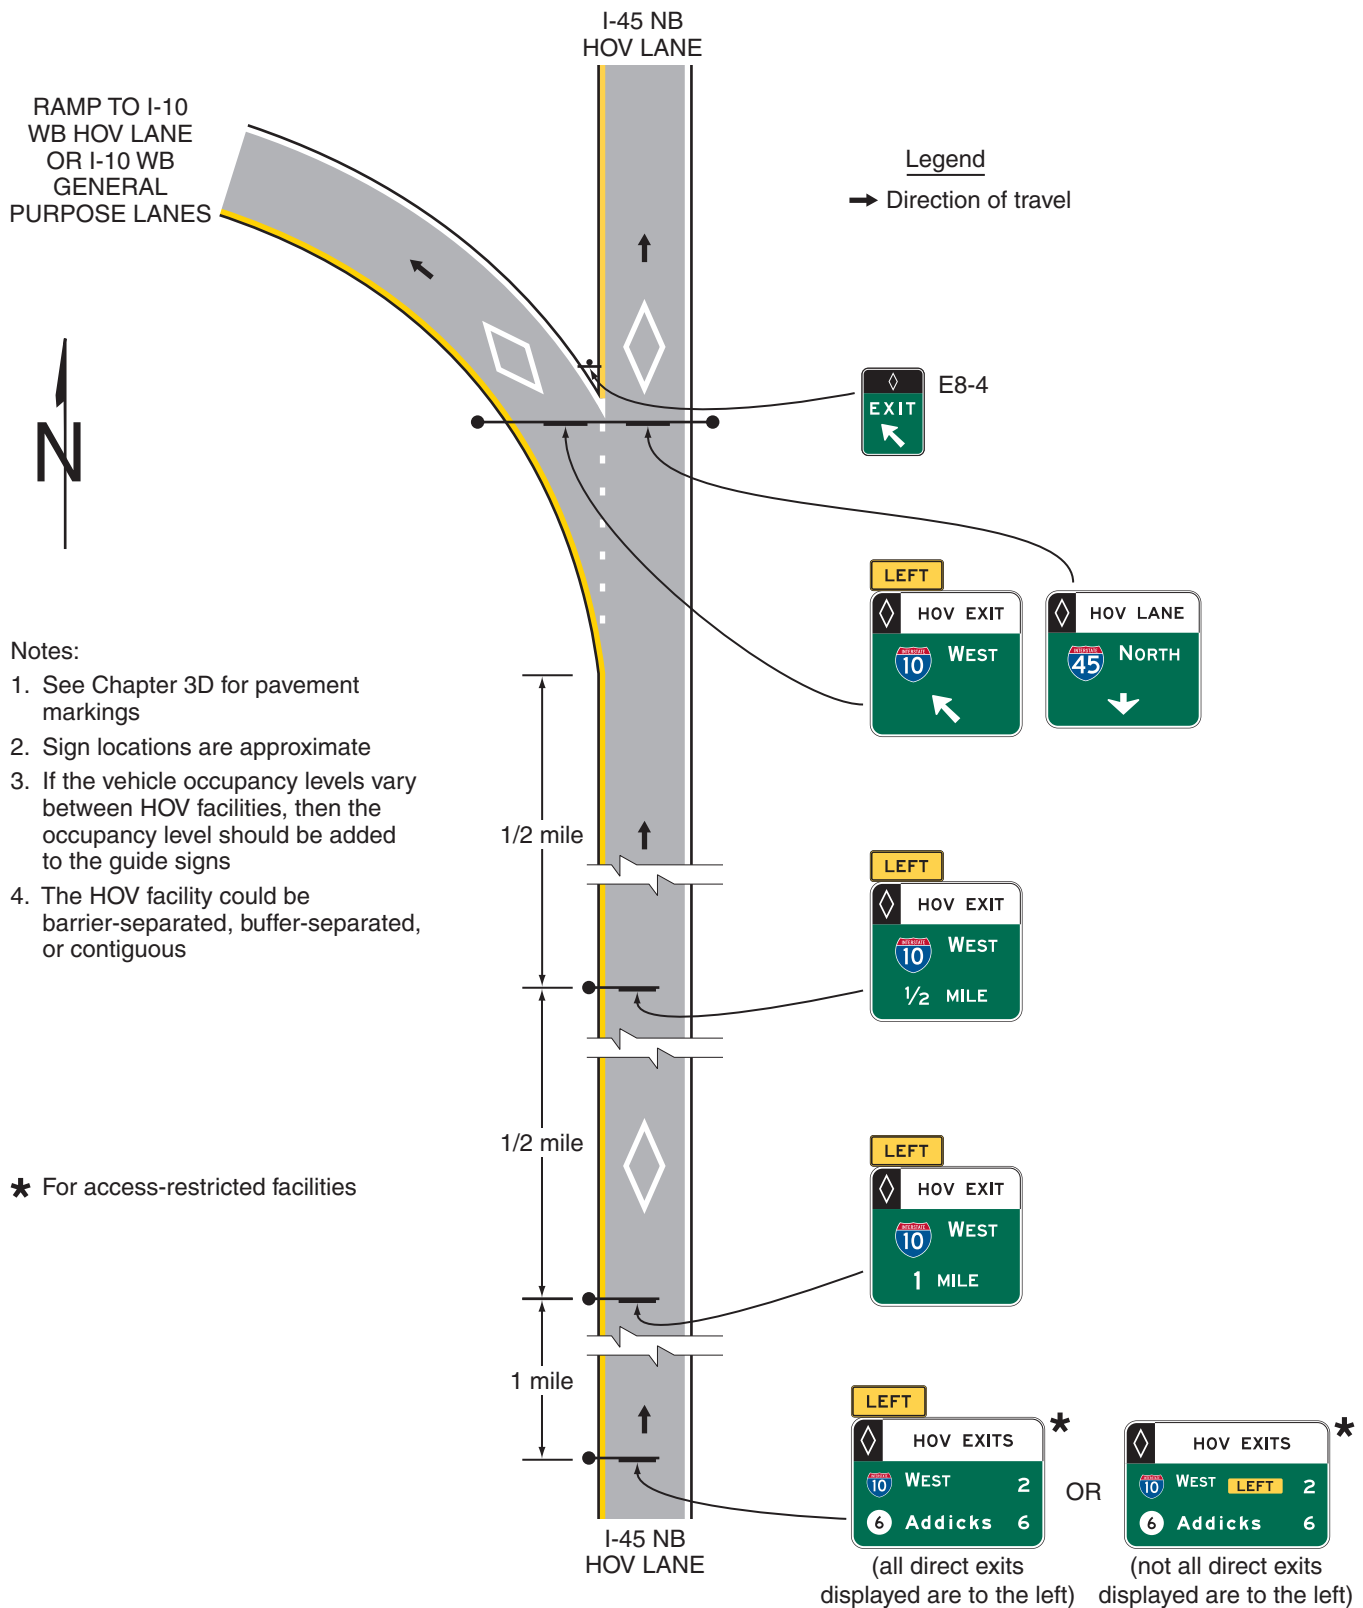 I-45 NB
HOV LANE
RAMP TO I-10
WB HOV LANE
OR I-10 WB
GENERAL
PURPOSE LANES
Legend
Direction of travel
N
EXIT
E8-4
LEFT
HOV EXIT
INTERSTATE
10
WEST
HOV LANE
INTERSTATE
45
NORTH
Notes:
1. See Chapter 3D for pavement
markings
2. Sign locations are approximate
3. If the vehicle occupancy levels vary
between HOV facilities, then the
occupancy level should be added
to the guide signs
4. The HOV facility could be
barrier-separated, buffer-separated,
or contiguous
* For access-restricted facilities
1/2 mile
LEFT
HOV EXIT
INTERSTATE
10
WEST
1/2 MILE
1/2 mile
LEFT
HOV EXIT
INTERSTATE
10
WEST
1 MILE
1 mile
LEFT
HOV EXITS
*
INTERSTATE
10 WEST 2
6 Addicks 6
OR
HOV EXITS
*
INTERSTATE
10 WEST LEFT 2
6 Addicks 6
(all direct exits
displayed are to the left)
(not all direct exits
displayed are to the left)
I-45 NB
HOV LANE